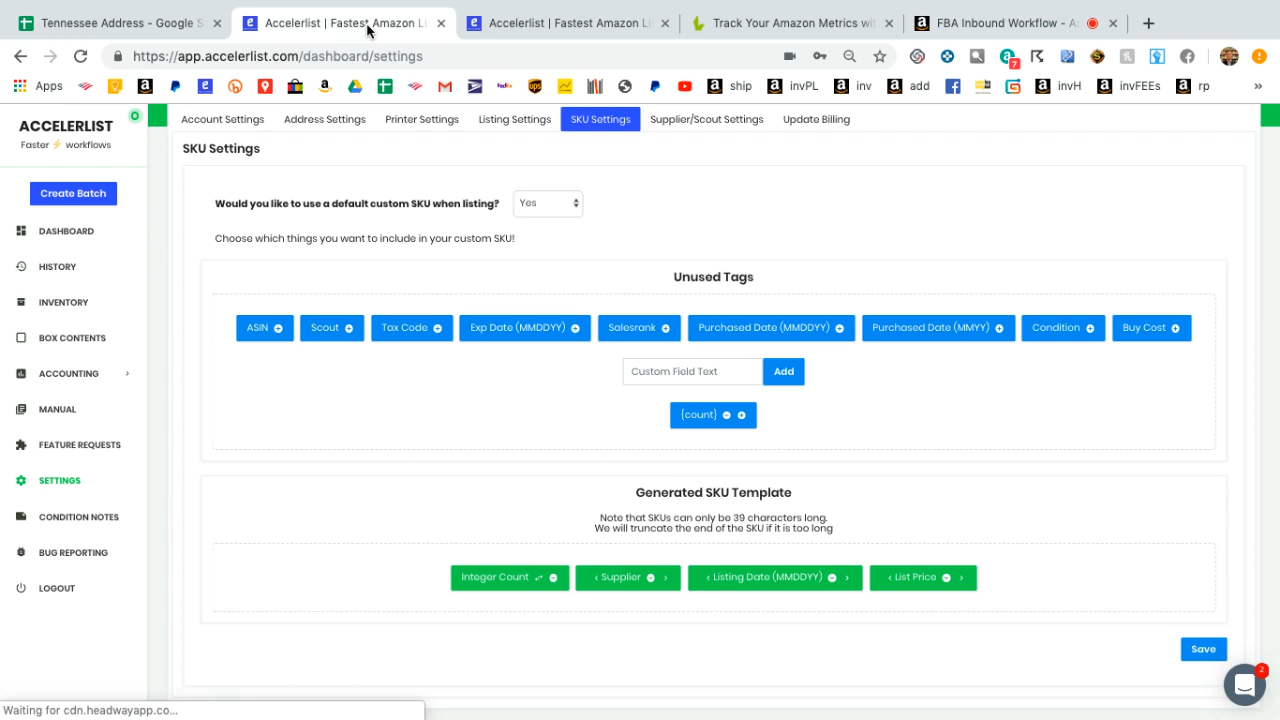 Tennessee Address - Google S
Accelerlist | Fastest Amazon Li
Accelerlist | Fastest Amazon Li
Track Your Amazon Metrics wit
FBA Inbound Workflow - An
https://app.accelerlist.com/dashboard/settings
7
Apps
ship
invPL
inv
add
invH
invFEEs
rp
»
ACCELERLIST
0
Faster ⚡ workflows
Create Batch
DASHBOARD
HISTORY
INVENTORY
BOX CONTENTS
ACCOUNTING
MANUAL
FEATURE REQUESTS
SETTINGS
CONDITION NOTES
BUG REPORTING
LOGOUT
Account Settings
Address Settings
Printer Settings
Listing Settings
SKU Settings
Supplier/Scout Settings
Update Billing
SKU Settings
Would you like to use a default custom SKU when listing?
Yes
Choose which things you want to include in your custom SKU!
Unused Tags
ASIN
Scout
Tax Code
Exp Date (MMDDYY)
Salesrank
Purchased Date (MMDDYY)
Purchased Date (MMYY)
Condition
Buy Cost
Custom Field Text
Add
{count}
Generated SKU Template
Note that SKUs can only be 39 characters long.
We will truncate the end of the SKU if it is too long
Integer Count
‹ Supplier ›
‹ Listing Date (MMDDYY) ›
‹ List Price ›
Save
2
Waiting for cdn.headwayapp.co...